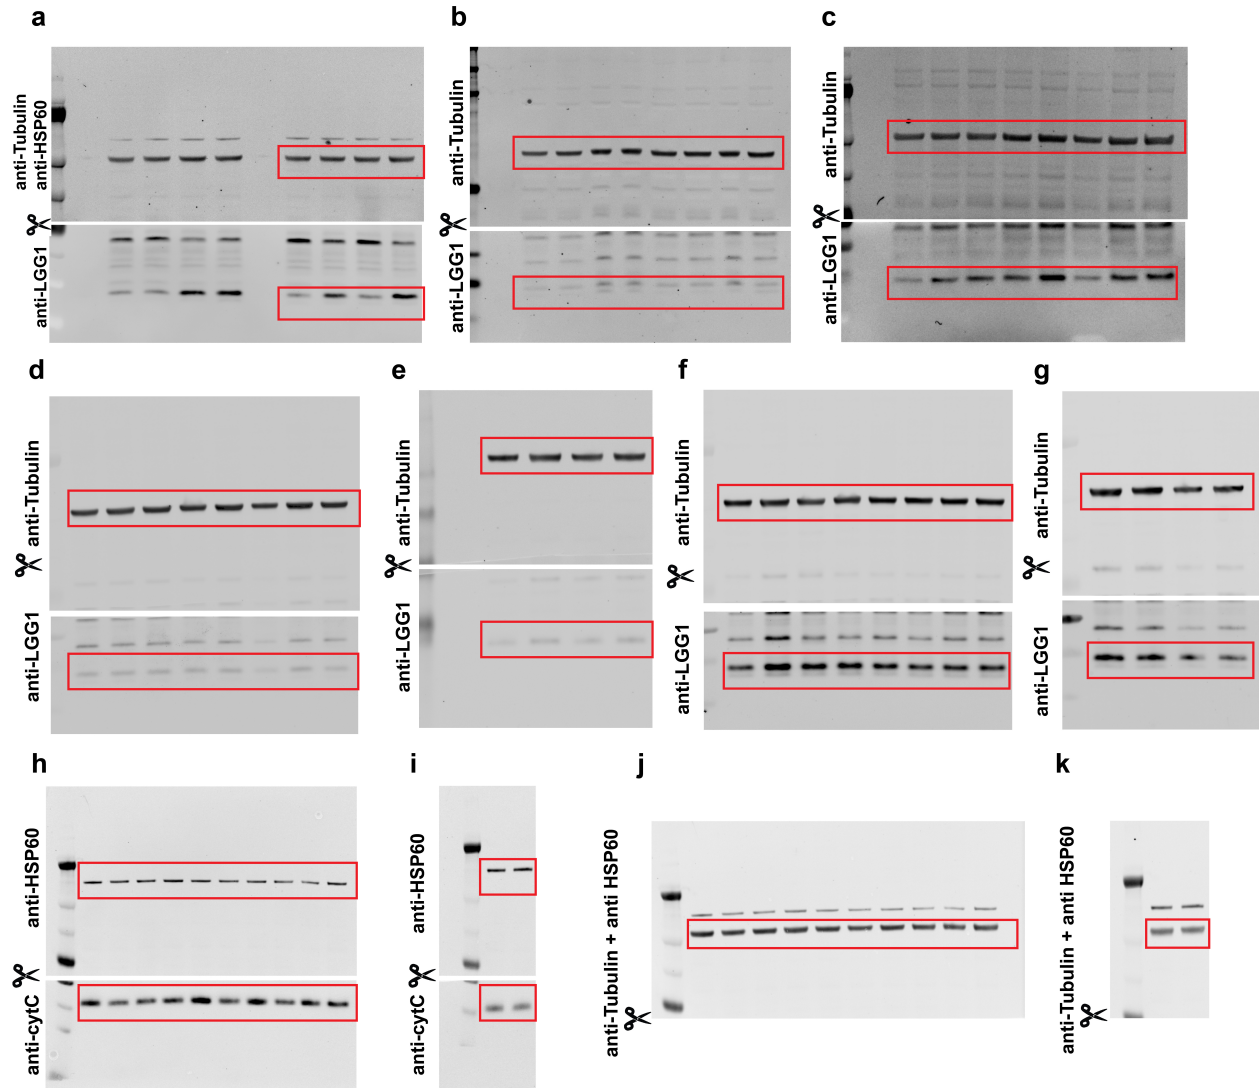 a
b
c
anti-Tubulin
anti-HSP60
anti-LGG1
anti-Tubulin
anti-LGG1
anti-Tubulin
anti-LGG1
d
e
f
g
anti-Tubulin
anti-LGG1
anti-Tubulin
anti-LGG1
anti-Tubulin
anti-LGG1
anti-Tubulin
anti-LGG1
h
i
j
k
anti-HSP60
anti-cytC
anti-HSP60
anti-cytC
anti-Tubulin + anti HSP60
anti-Tubulin + anti HSP60